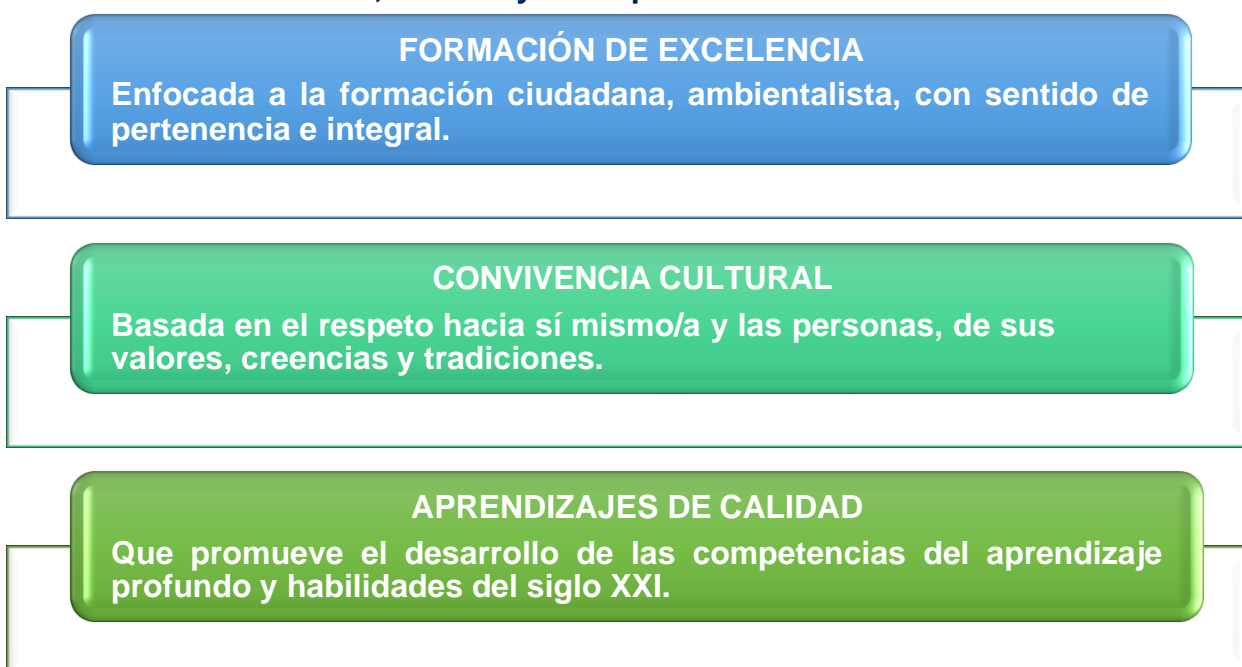 FORMACIÓN DE EXCELENCIA
Enfocada a la formación ciudadana, ambientalista, con sentido de
pertenencia e integral.
CONVIVENCIA CULTURAL
Basada en el respeto hacia sí mismo/a y las personas, de sus
valores, creencias y tradiciones.
APRENDIZAJES DE CALIDAD
Que promueve el desarrollo de las competencias del aprendizaje
profundo y habilidades del siglo XXI.